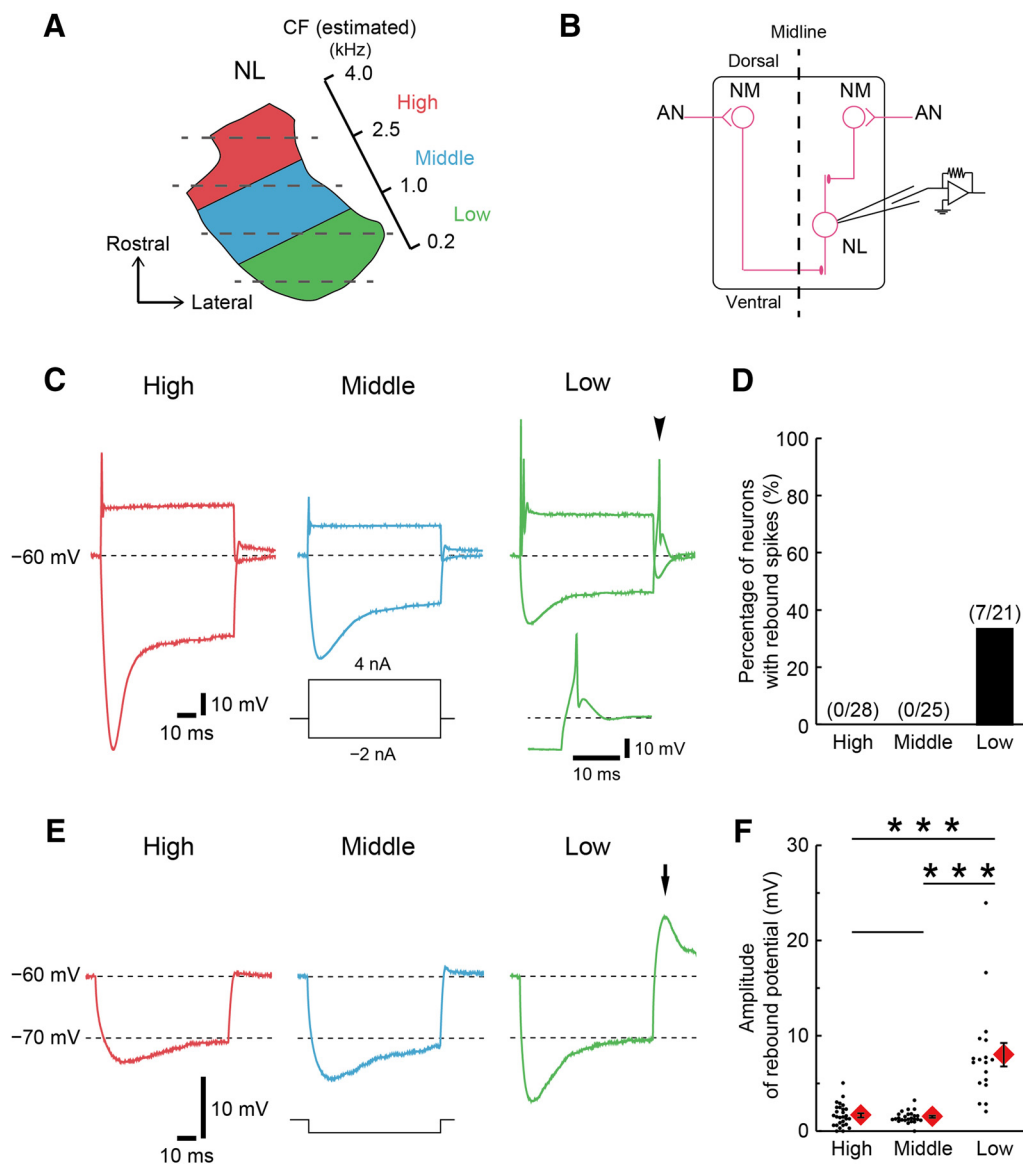 A
CF (estimated)
(kHz)
NL
4.0
High
2.5
Middle
1.0
Low
0.2
Rostral
Lateral
B
Midline
Dorsal
NM
NM
AN
AN
NL
Ventral
C
High
Middle
Low
−60 mV
4 nA
−2 nA
10 mV
10 ms
10 mV
10 ms
D
Percentage of neurons
with rebound spikes (%)
100
80
60
40
20
0
(0/28)
(0/25)
(7/21)
High
Middle
Low
E
High
Middle
Low
−60 mV
−70 mV
10 mV
10 ms
F
Amplitude
of rebound potential (mV)
30
20
10
0
* * *
* * *
High
Middle
Low